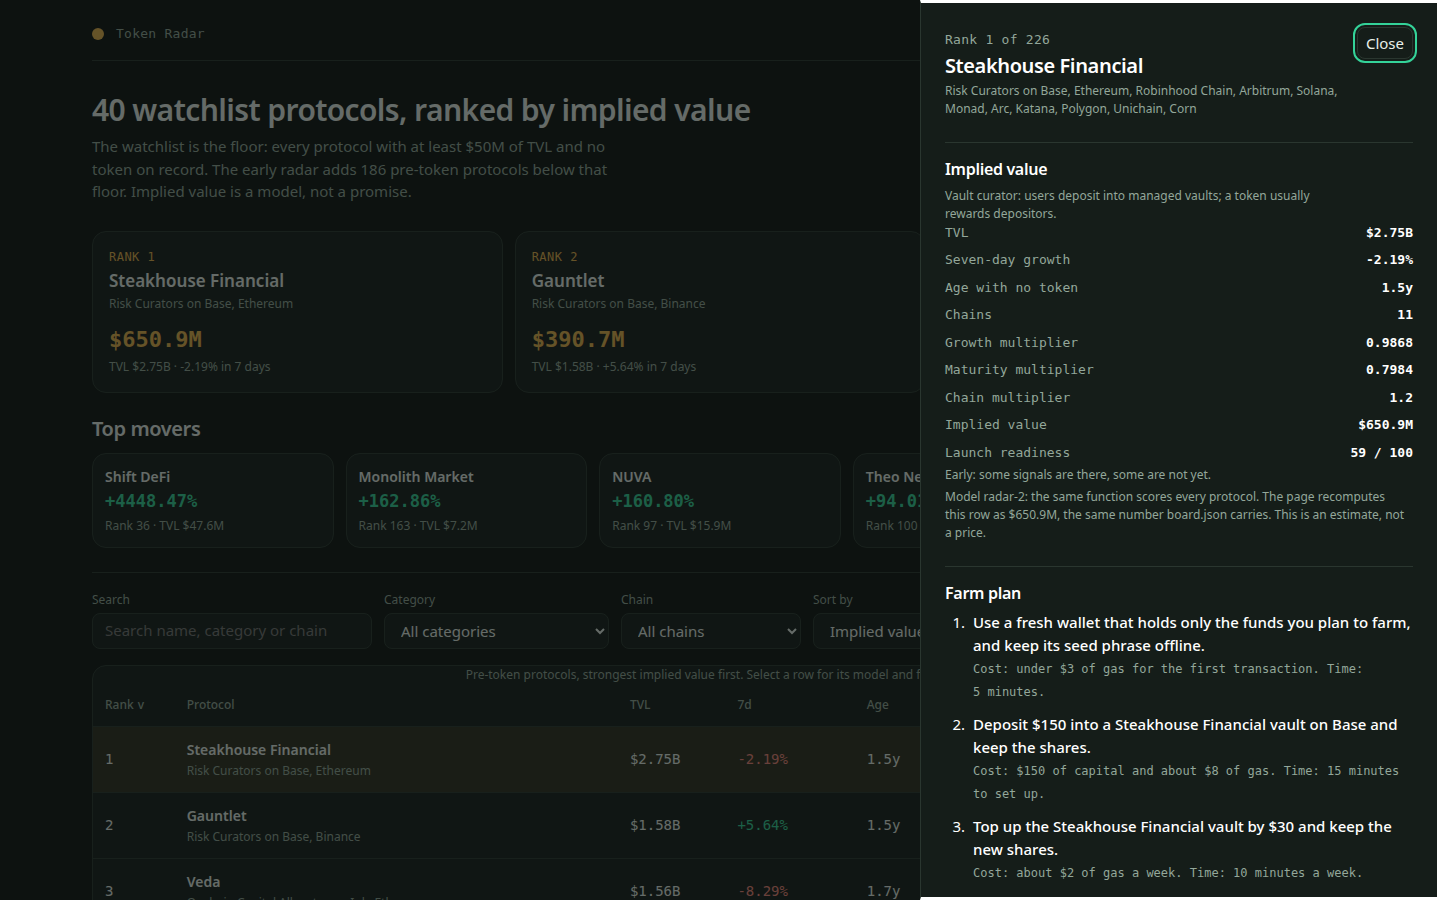 Token Radar
40 watchlist protocols, ranked by implied value
The watchlist is the floor: every protocol with at least $50M of TVL and no
token on record. The early radar adds 186 pre-token protocols below that
floor. Implied value is a model, not a promise.
RANK 1
Steakhouse Financial
Risk Curators on Base, Ethereum
$650.9M
TVL $2.75B · -2.19% in 7 days
RANK 2
Gauntlet
Risk Curators on Base, Binance
$390.7M
TVL $1.58B · +5.64% in 7 days
Top movers
Shift DeFi
+4448.47%
Rank 36 · TVL $47.6M
Monolith Market
+162.86%
Rank 163 · TVL $7.2M
NUVA
+160.80%
Rank 97 · TVL $15.9M
Theo Ne
+94.0
Rank 100
Search
Search name, category or chain
Category
All categories
Chain
All chains
Sort by
Implied value
Pre-token protocols, strongest implied value first. Select a row for its model and f
Rank v Protocol TVL 7d Age
1 Steakhouse Financial $2.75B -2.19% 1.5y
Risk Curators on Base, Ethereum
2 Gauntlet $1.58B +5.64% 1.5y
Risk Curators on Base, Binance
3 Veda $1.56B -8.29% 1.7y
Rank 1 of 226
Close
Steakhouse Financial
Risk Curators on Base, Ethereum, Robinhood Chain, Arbitrum, Solana,
Monad, Arc, Katana, Polygon, Unichain, Corn
Implied value
Vault curator: users deposit into managed vaults; a token usually
rewards depositors.
TVL $2.75B
Seven-day growth -2.19%
Age with no token 1.5y
Chains 11
Growth multiplier 0.9868
Maturity multiplier 0.7984
Chain multiplier 1.2
Implied value $650.9M
Launch readiness 59 / 100
Early: some signals are there, some are not yet.
Model radar-2: the same function scores every protocol. The page recomputes
this row as $650.9M, the same number board.json carries. This is an estimate, not
a price.
Farm plan
1. Use a fresh wallet that holds only the funds you plan to farm,
and keep its seed phrase offline.
Cost: under $3 of gas for the first transaction. Time:
5 minutes.
2. Deposit $150 into a Steakhouse Financial vault on Base and
keep the shares.
Cost: $150 of capital and about $8 of gas. Time: 15 minutes
to set up.
3. Top up the Steakhouse Financial vault by $30 and keep the
new shares.
Cost: about $2 of gas a week. Time: 10 minutes a week.